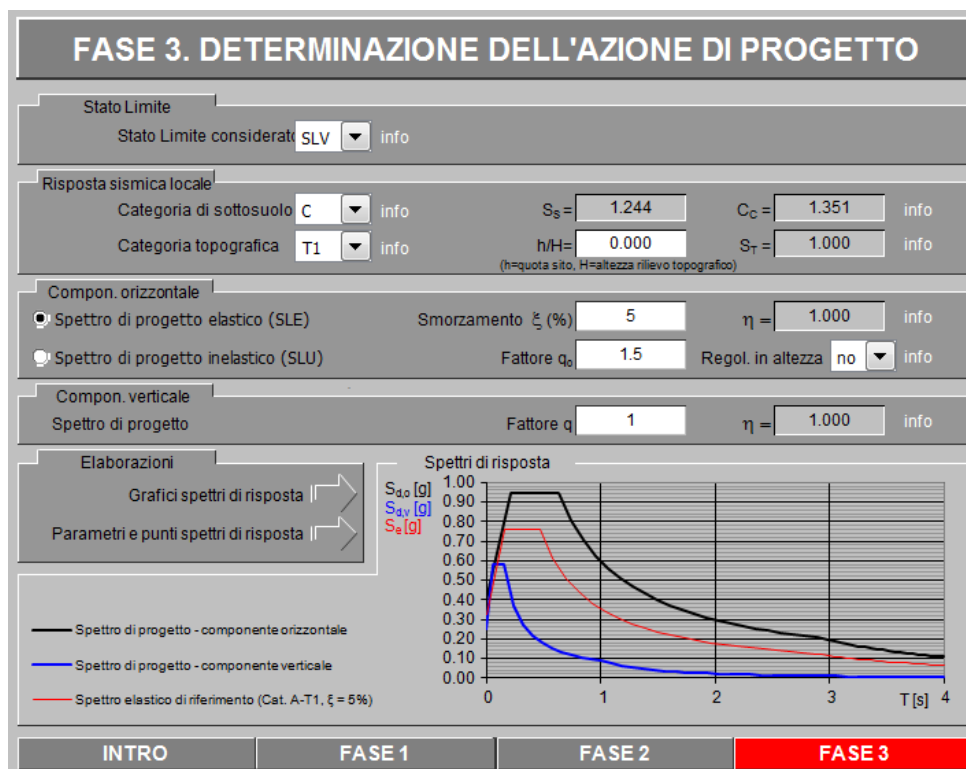 FASE 3. DETERMINAZIONE DELL'AZIONE DI PROGETTO
Stato Limite
Stato Limite considerato SLV info
Risposta sismica locale
Categoria di sottosuolo C info SS = 1.244 CC = 1.351 info
Categoria topografica T1 info h/H= 0.000 ST = 1.000 info
(h=quota sito, H=altezza rilievo topografico)
Compon. orizzontale
Spettro di progetto elastico (SLE) Smorzamento ξ (%) 5 η = 1.000 info
Spettro di progetto inelastico (SLU) Fattore qo 1.5 Regol. in altezza no info
Compon. verticale
Spettro di progetto Fattore q 1 η = 1.000 info
Elaborazioni
Grafici spettri di risposta
Parametri e punti spettri di risposta
Spettri di risposta
Sd,o [g]
Sd,v [g]
Se [g]
1.00
0.90
0.80
0.70
0.60
0.50
0.40
0.30
0.20
0.10
0.00
0 1 2 3 T [s] 4
Spettro di progetto - componente orizzontale
Spettro di progetto - componente verticale
Spettro elastico di riferimento (Cat. A-T1, ξ = 5%)
INTRO FASE 1 FASE 2 FASE 3